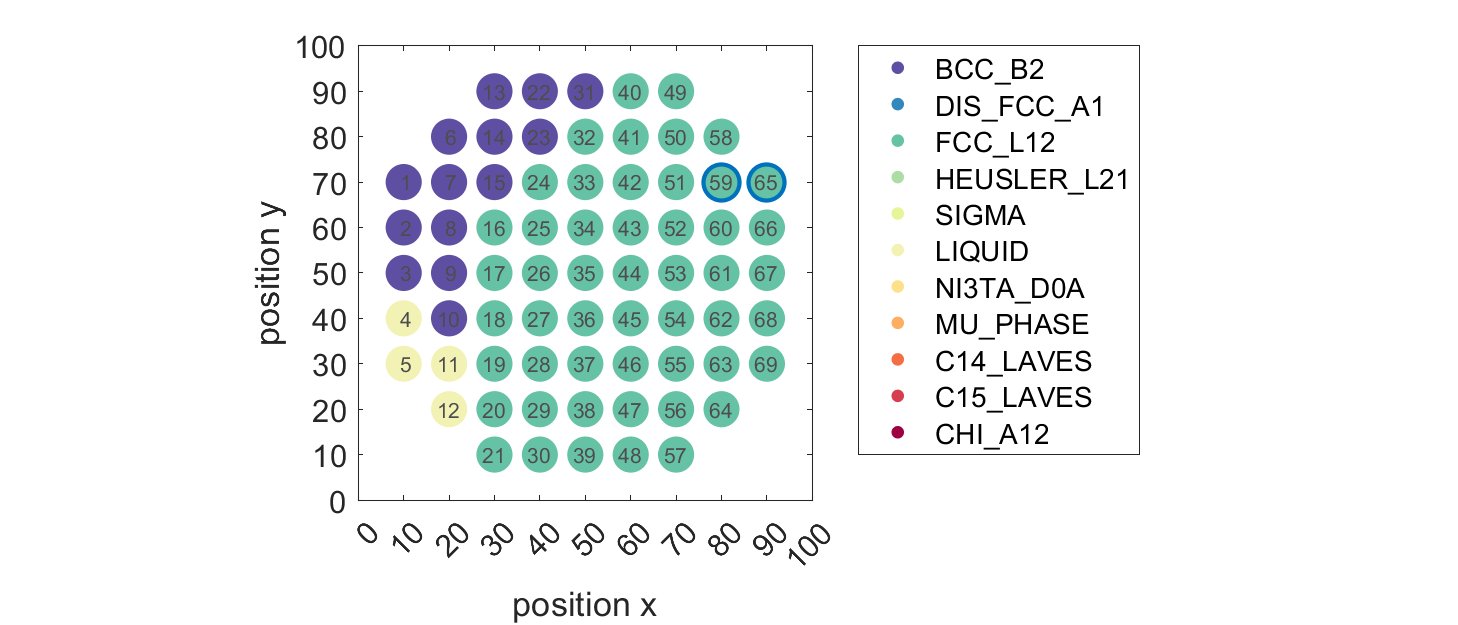 100
90
80
70
60
50
40
30
20
10
0
position y
13 22 31 40 49
6 14 23 32 41 50 58
1 7 15 24 33 42 51 59 65
2 8 16 25 34 43 52 60 66
3 9 17 26 35 44 53 61 67
4 10 18 27 36 45 54 62 68
5 11 19 28 37 46 55 63 69
12 20 29 38 47 56 64
21 30 39 48 57
0 10 20 30 40 50 60 70 80 90 100
position x
BCC_B2
DIS_FCC_A1
FCC_L12
HEUSLER_L21
SIGMA
LIQUID
NI3TA_D0A
MU_PHASE
C14_LAVES
C15_LAVES
CHI_A12